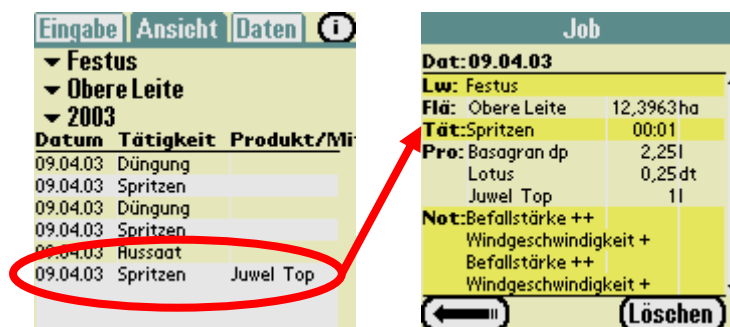 Eingabe Ansicht Daten i
Festus
Obere Leite
2003
Datum Tätigkeit Produkt/Mi
09.04.03 Düngung
09.04.03 Spritzen
09.04.03 Düngung
09.04.03 Spritzen
09.04.03 Aussaat
09.04.03 Spritzen Juwel Top
Job
Dat: 09.04.03
Lw: Festus
Flä: Obere Leite 12,3963 ha
Tät: Spritzen 00:01
Pro: Basagran dp 2,25 l
Lotus 0,25 dt
Juwel Top 1 l
Not: Befallstärke ++
Windgeschwindigkeit +
Befallstärke ++
Windgeschwindigkeit +
Löschen